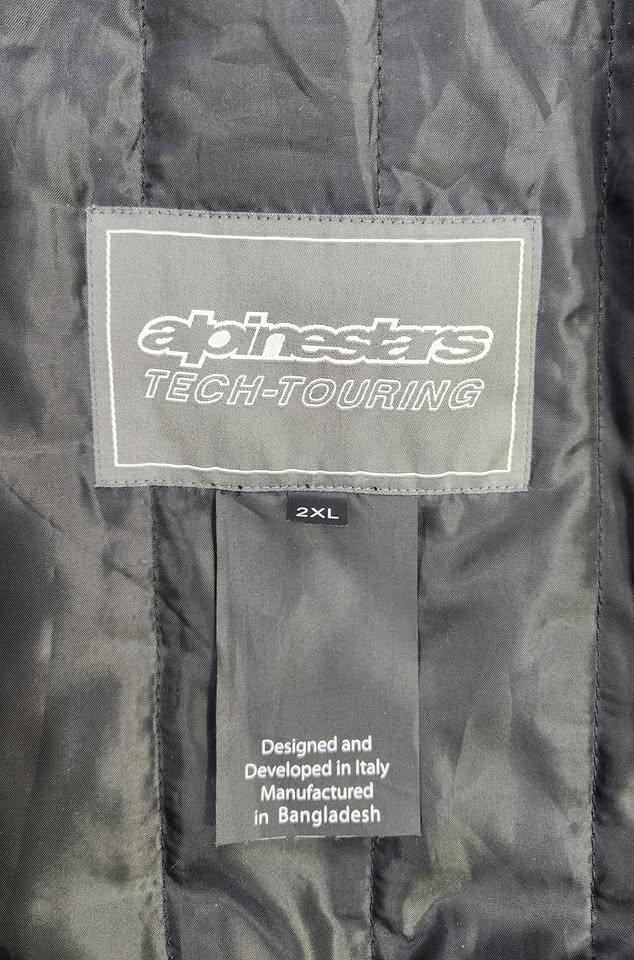 alpinestars
TECH-TOURING
2XL
Designed and
Developed in Italy
Manufactured
in Bangladesh